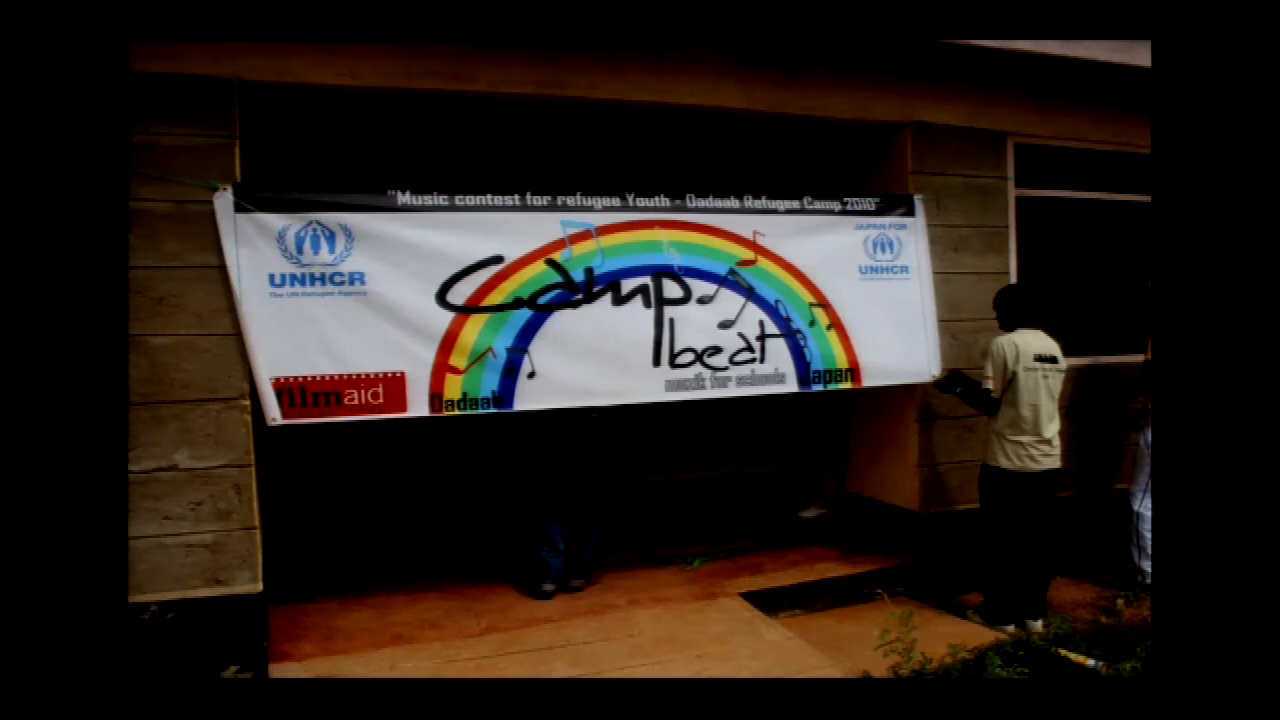 "Music contest for refugee Youth - Dadaab Refugee Camp 2010"
UNHCR
The UN Refugee Agency
JAPAN FOR
UNHCR
Camp
beat
muzik for schools
filmaid
Dadaab
Japan